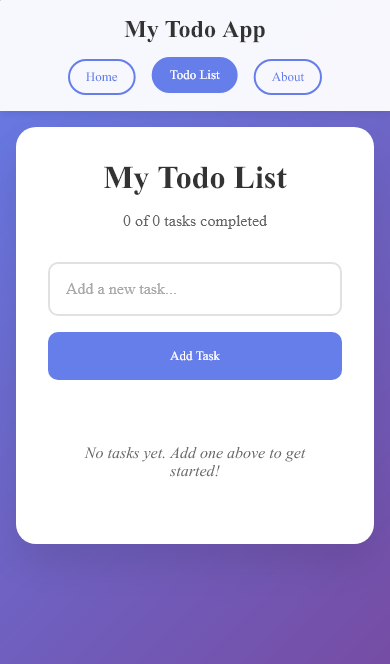 My Todo App
Home
Todo List
About
My Todo List
0 of 0 tasks completed
Add a new task...
Add Task
No tasks yet. Add one above to get
started!